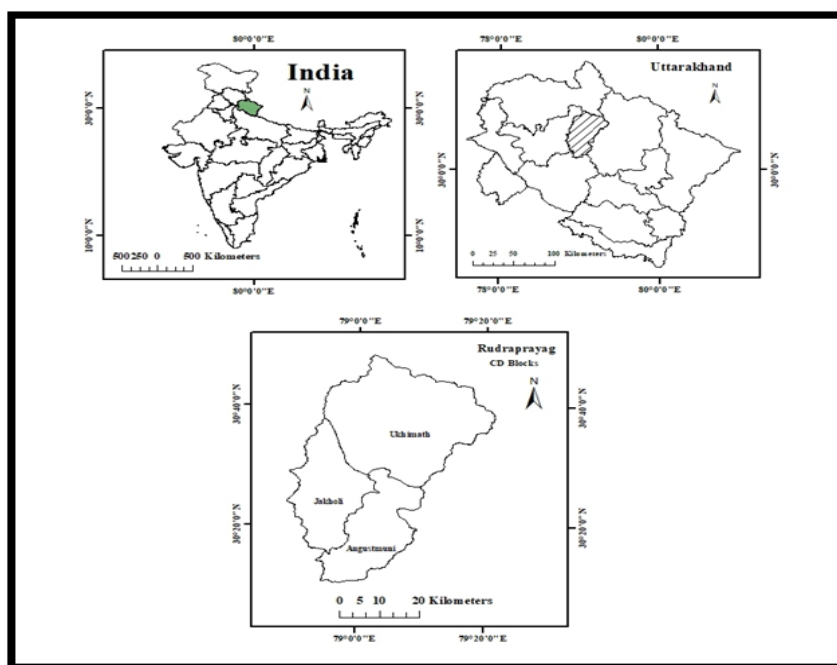 80°0'0"E
India
N
30°0'0"N
30°0'0"N
10°0'0"N
10°0'0"N
500 250 0 500 Kilometers
80°0'0"E
78°0'0"E 80°0'0"E
Uttarakhand
N
30°0'0"N
30°0'0"N
0 25 50 100 Kilometers
78°0'0"E 80°0'0"E
79°0'0"E 79°20'0"E
Rudraprayag
CD Blocks
N
30°40'0"N
30°40'0"N
Ukhimath
Jakholi
30°20'0"N
30°20'0"N
Angustmuni
0 5 10 20 Kilometers
79°0'0"E 79°20'0"E